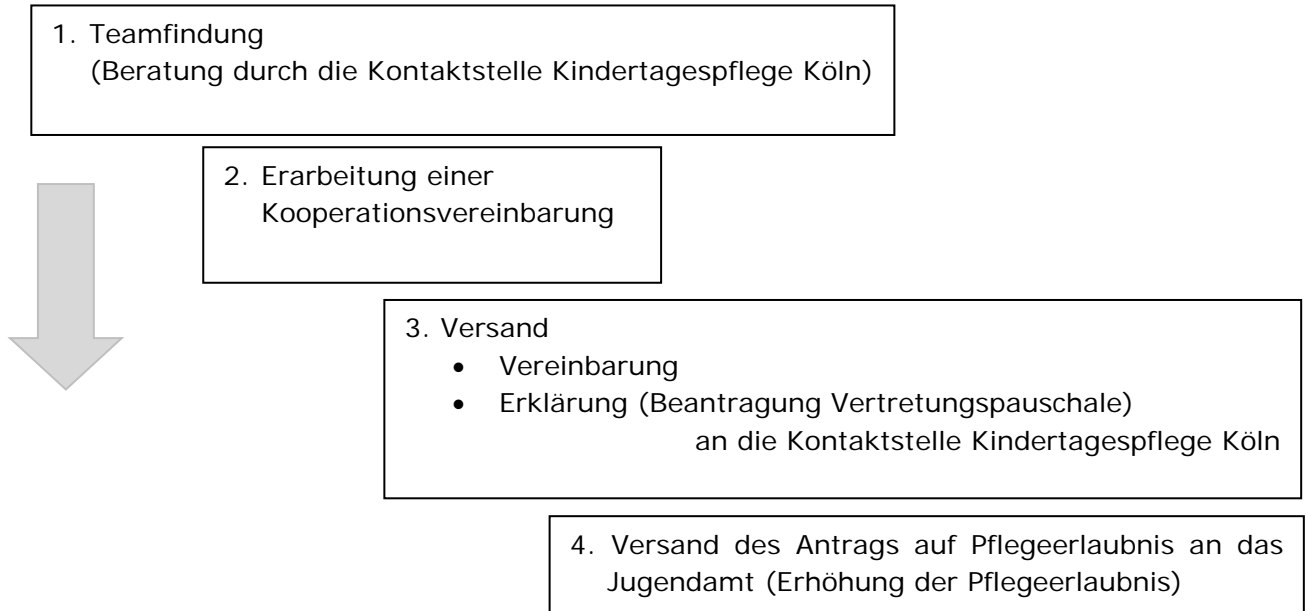 1. Teamfindung
(Beratung durch die Kontaktstelle Kindertagespflege Köln)
2. Erarbeitung einer
Kooperationsvereinbarung
3. Versand
• Vereinbarung
• Erklärung (Beantragung Vertretungspauschale)
an die Kontaktstelle Kindertagespflege Köln
4. Versand des Antrags auf Pflegeerlaubnis an das
Jugendamt (Erhöhung der Pflegeerlaubnis)